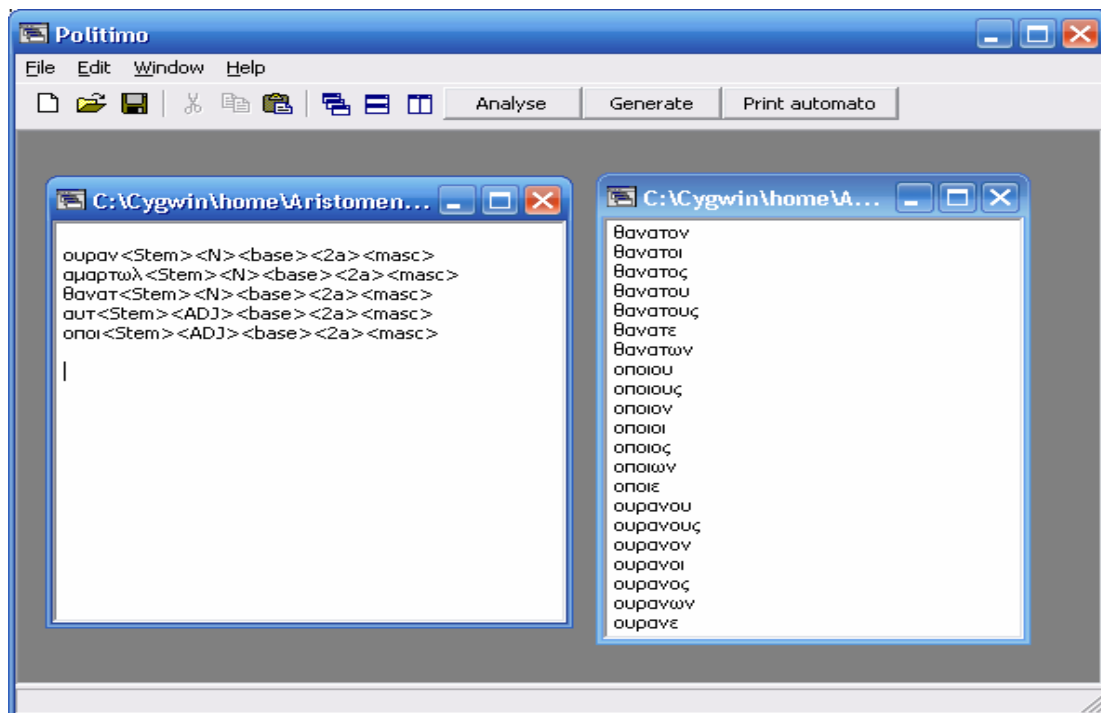 Politimo
File Edit Window Help
Analyse Generate Print automato
C:\Cygwin\home\Aristomen...
ουραν<Stem><N><base><2a><masc>
αμαρτωλ<Stem><N><base><2a><masc>
θανατ<Stem><N><base><2a><masc>
αυτ<Stem><ADJ><base><2a><masc>
οποι<Stem><ADJ><base><2a><masc>
C:\Cygwin\home\A...
θανατον
θανατοι
θανατος
θανατου
θανατους
θανατε
θανατων
οποιου
οποιους
οποιον
οποιοι
οποιος
οποιων
οποιε
ουρανου
ουρανους
ουρανον
ουρανοι
ουρανος
ουρανων
ουρανε